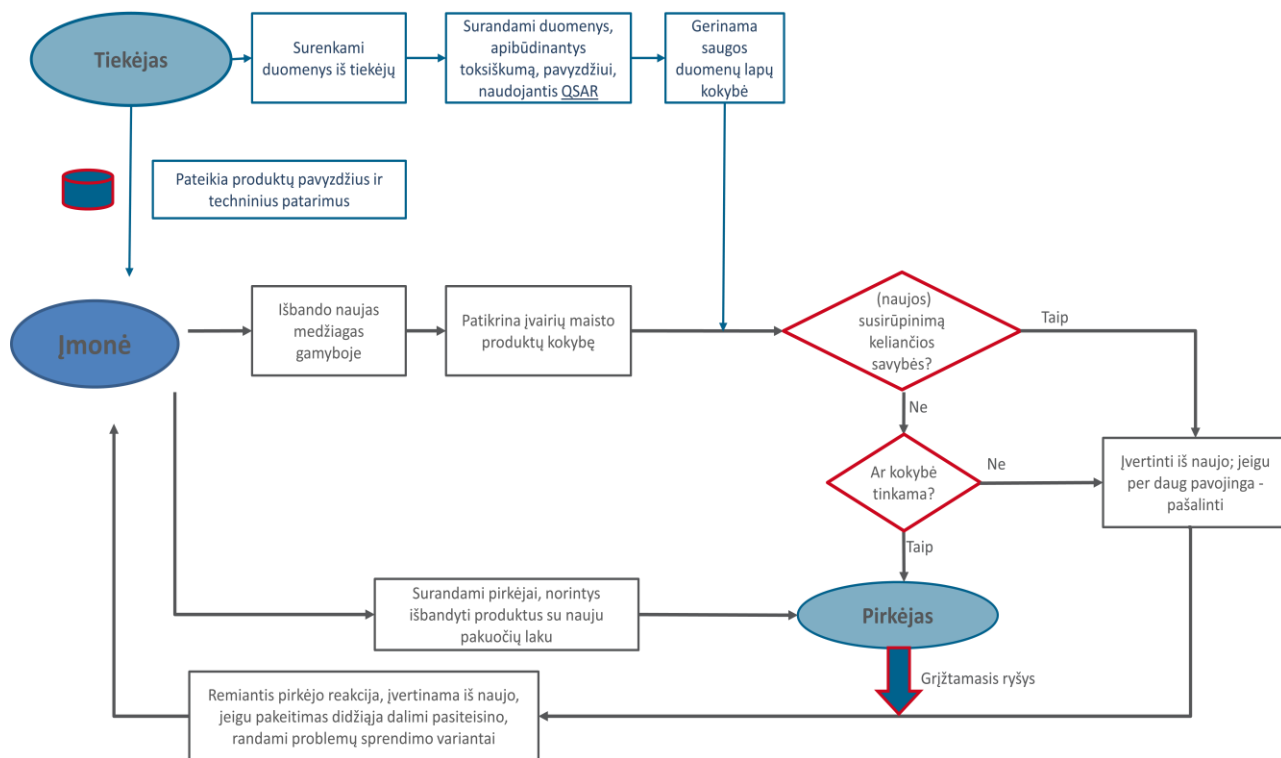 Tiekėjas
Surenkami
duomenys iš tiekėjų
Surandami duomenys,
apibūdinantys
toksiškumą, pavyzdžiui,
naudojantis QSAR
Gerinama
saugos
duomenų lapų
kokybė
Pateikia produktų pavyzdžius ir
techninius patarimus
Įmonė
Išbando naujas
medžiagas
gamyboje
Patikrina įvairių maisto
produktų kokybę
(naujos)
susirūpinimą
keliančios
savybės?
Taip
Ne
Ar kokybė
tinkama?
Ne
Įvertinti iš naujo; jeigu
per daug pavojinga -
pašalinti
Taip
Surandami pirkėjai, norintys
išbandyti produktus su nauju
pakuočių laku
Pirkėjas
Grįžtamasis ryšys
Remiantis pirkėjo reakcija, įvertinama iš naujo,
jeigu pakeitimas didžiąja dalimi pasiteisino,
randami problemų sprendimo variantai